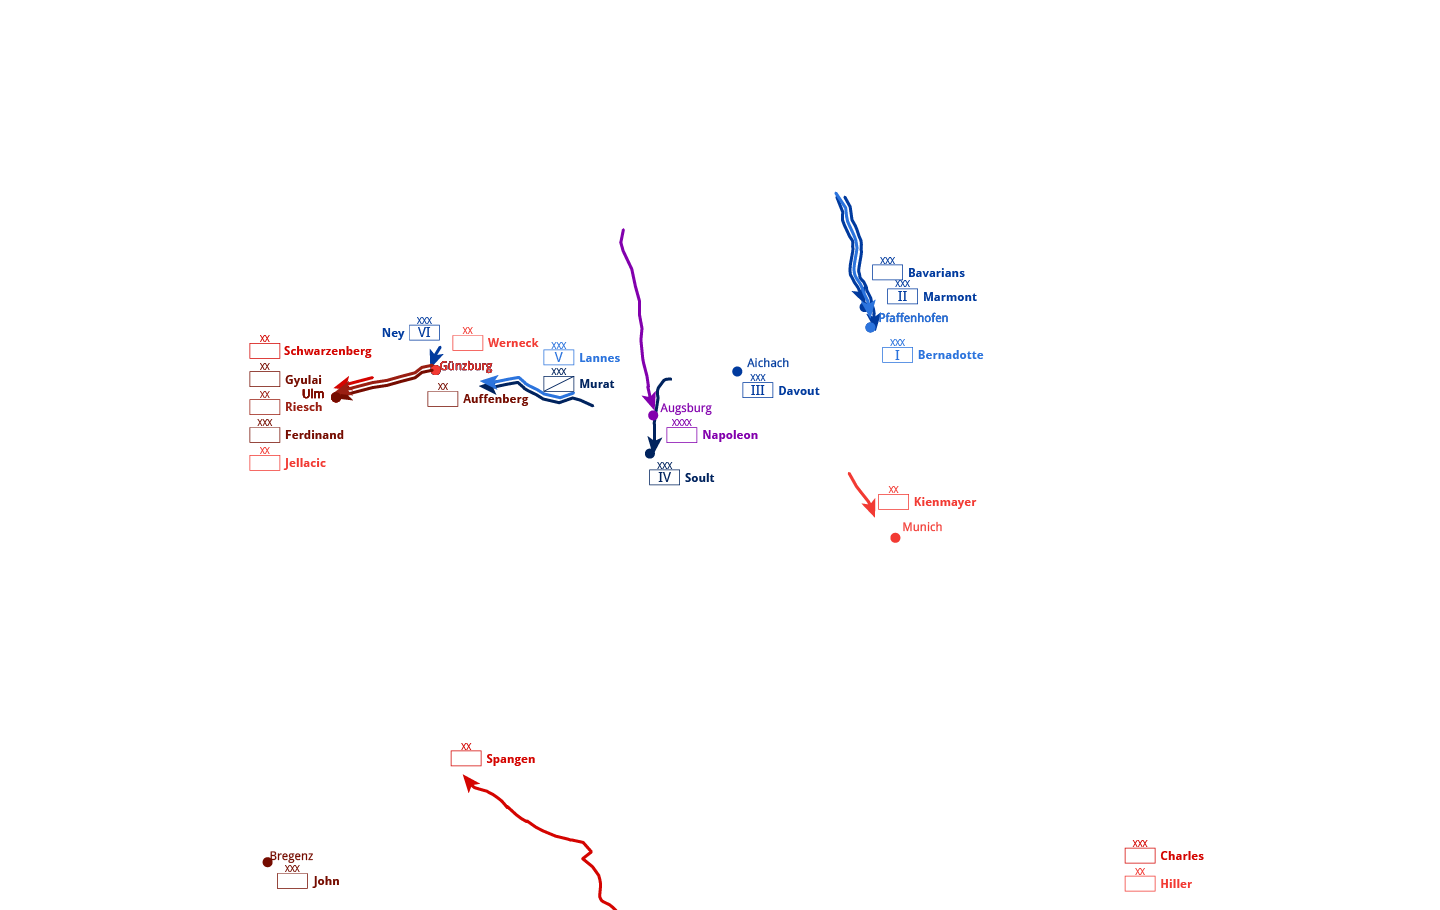 XXX
Bavarians
XXX
II Marmont
Pfaffenhofen
XXX
I Bernadotte
XXX
Ney VI
XX
Werneck
XX
Schwarzenberg
XXX
V Lannes
XXX
Murat
Günzburg
XX
Gyulai
Ulm
XX
Riesch
XX
Auffenberg
XXX
Ferdinand
XX
Jellacic
Aichach
XXX
III Davout
Augsburg
XXXX
Napoleon
XXX
IV Soult
XX
Kienmayer
Munich
XX
Spangen
Bregenz
XXX
John
XXX
Charles
XX
Hiller